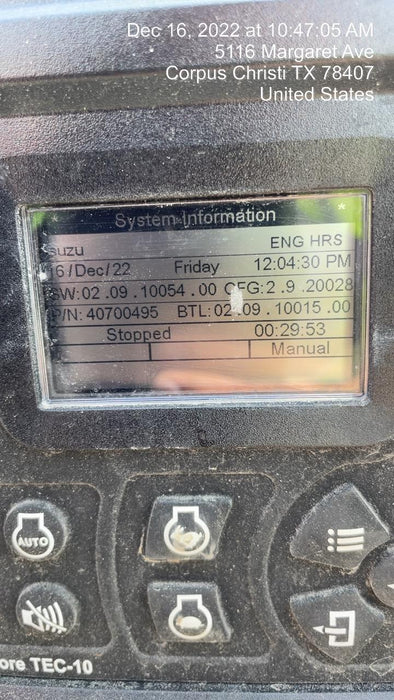 Dec 16, 2022 at 10:47:05 AM
5116 Margaret Ave
Corpus Christi TX 78407
United States
System Information
suzu ENG HRS
16/Dec/22 Friday 12:04:30 PM
SW:02.09.10054.00 CFG:2.9.20028
P/N: 40700495 BTL:02.09.10015.00
Stopped 00:29:53
Manual
AUTO
ore TEC-10